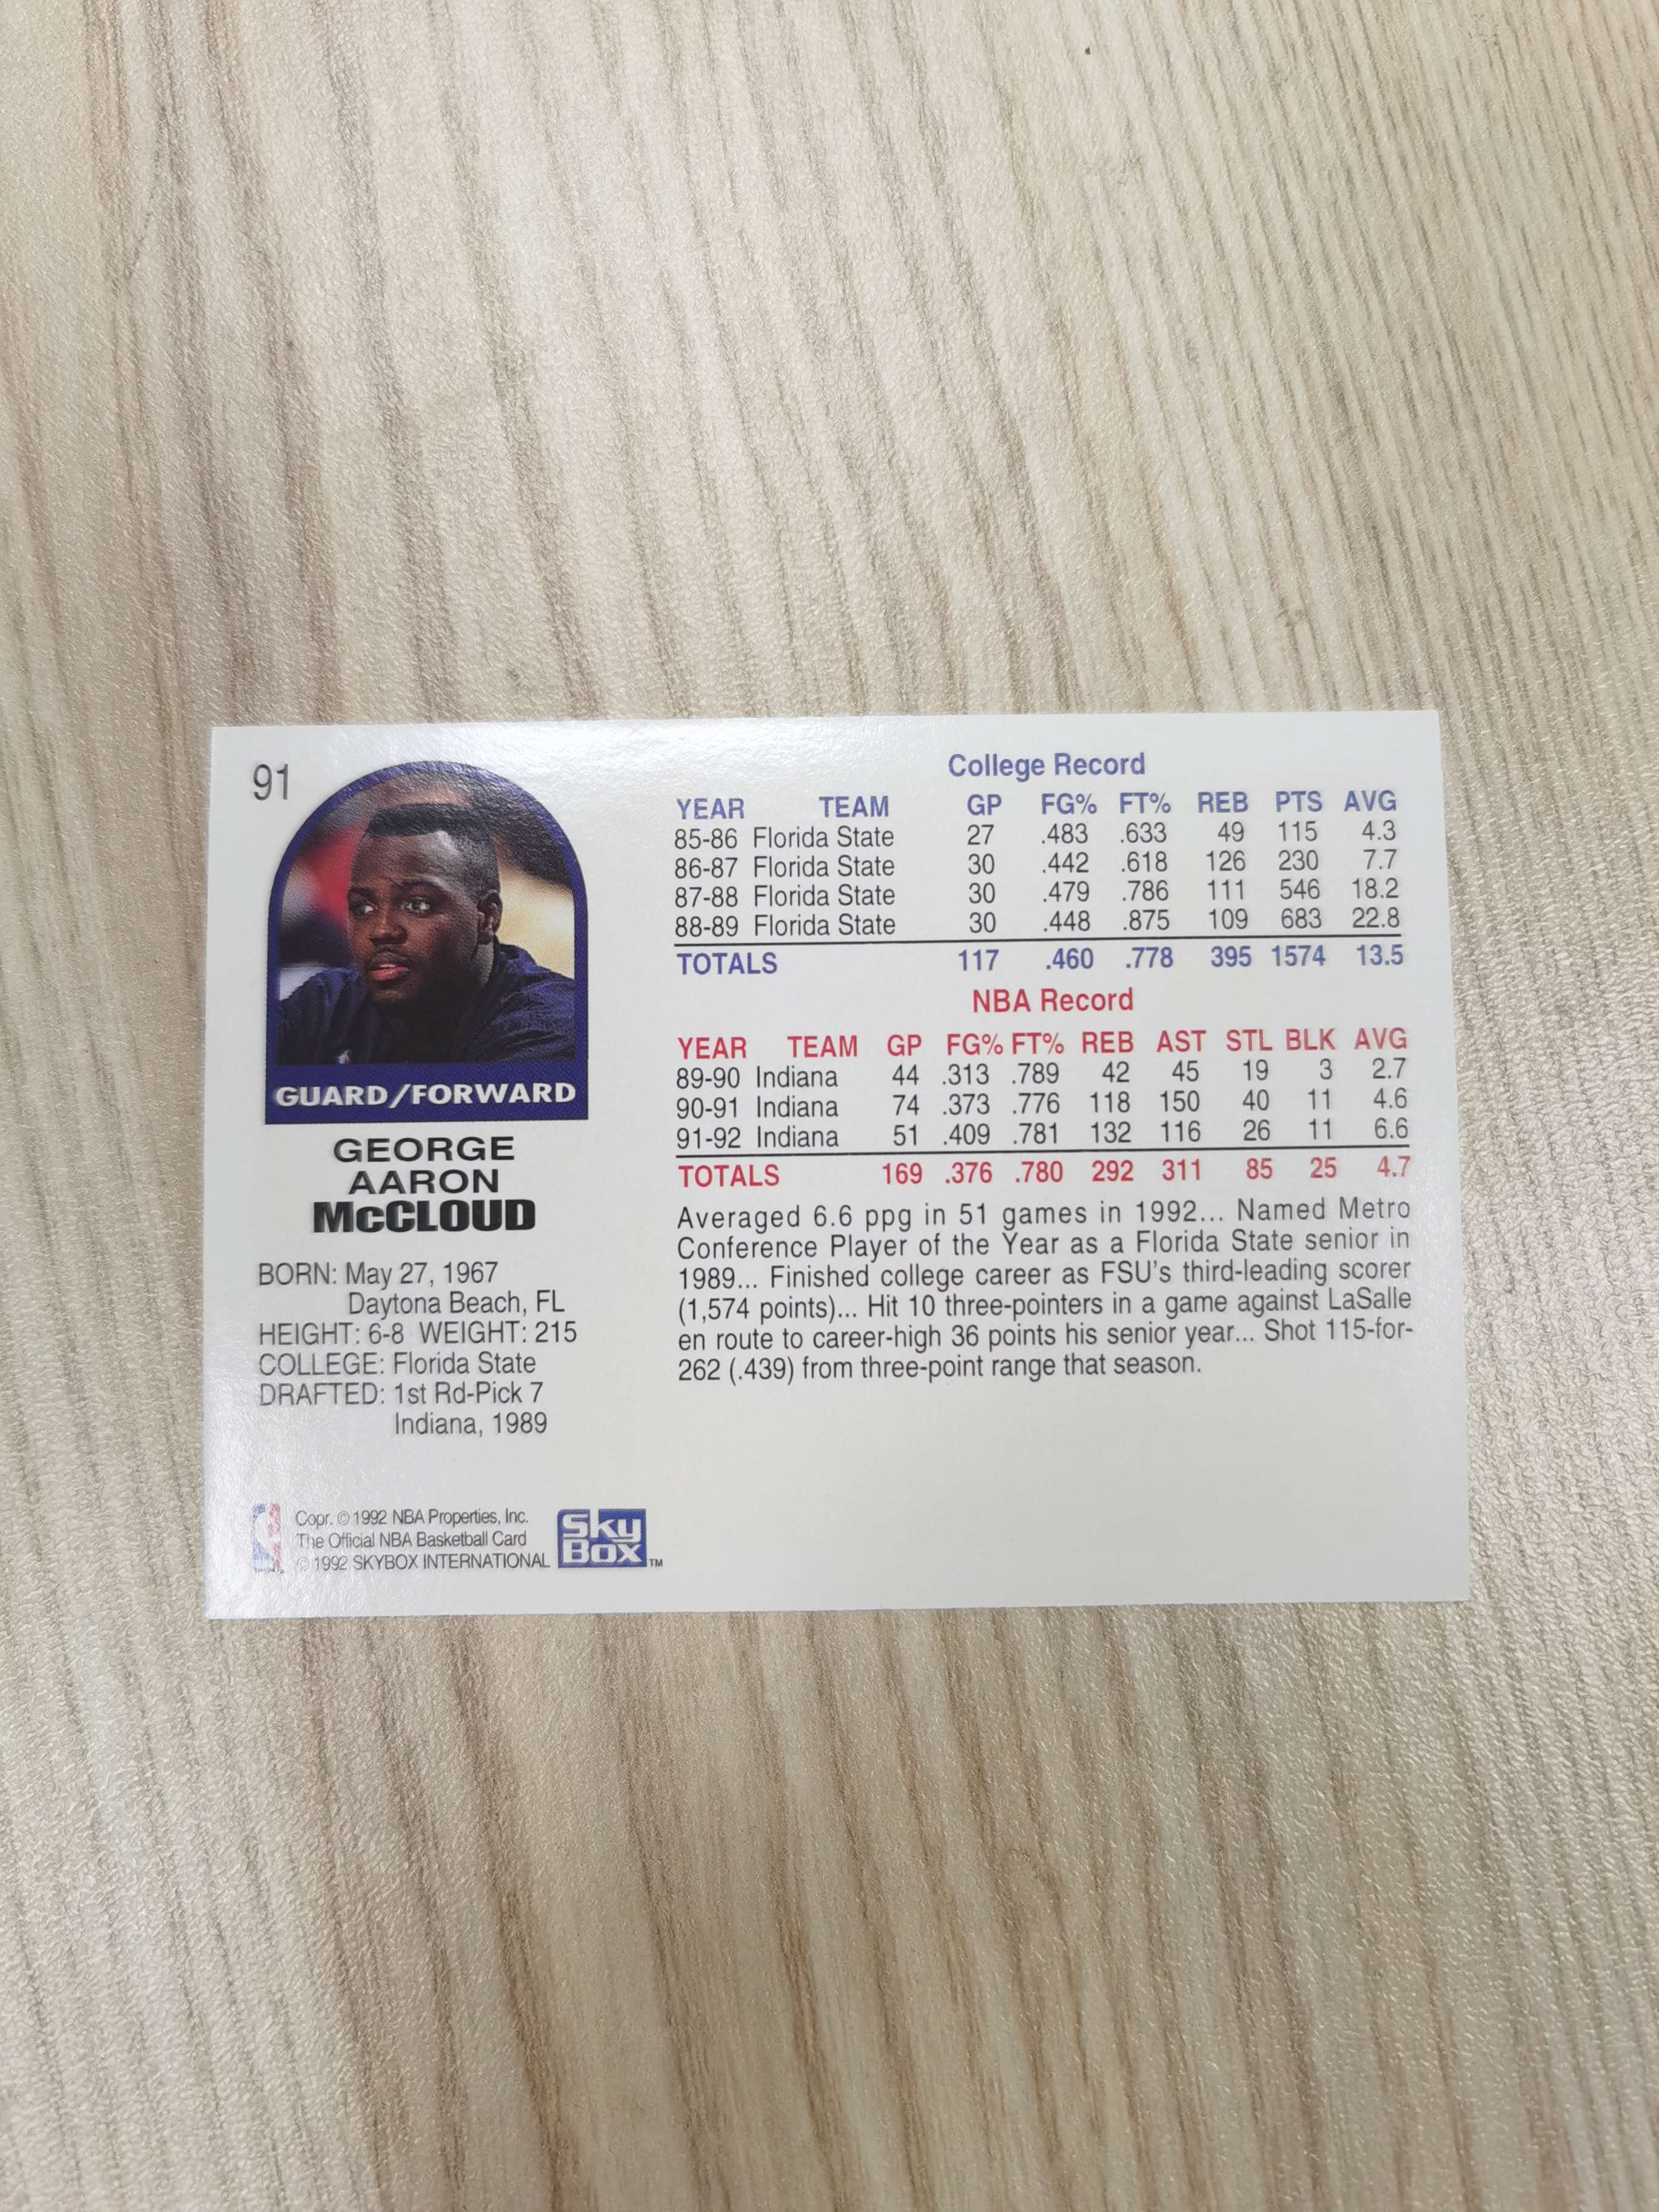 91
GUARD/FORWARD
GEORGE
AARON
McCLOUD
BORN: May 27, 1967
Daytona Beach, FL
HEIGHT: 6-8 WEIGHT: 215
COLLEGE: Florida State
DRAFTED: 1st Rd-Pick 7
Indiana, 1989
College Record
YEAR TEAM GP FG% FT% REB PTS AVG
85-86 Florida State 27 .483 .633 49 115 4.3
86-87 Florida State 30 .442 .618 126 230 7.7
87-88 Florida State 30 .479 .786 111 546 18.2
88-89 Florida State 30 .448 .875 109 683 22.8
TOTALS 117 .460 .778 395 1574 13.5
NBA Record
YEAR TEAM GP FG% FT% REB AST STL BLK AVG
89-90 Indiana 44 .313 .789 42 45 19 3 2.7
90-91 Indiana 74 .373 .776 118 150 40 11 4.6
91-92 Indiana 51 .409 .781 132 116 26 11 6.6
TOTALS 169 .376 .780 292 311 85 25 4.7
Averaged 6.6 ppg in 51 games in 1992... Named Metro
Conference Player of the Year as a Florida State senior in
1989... Finished college career as FSU's third-leading scorer
(1,574 points)... Hit 10 three-pointers in a game against LaSalle
en route to career-high 36 points his senior year... Shot 115-for-
262 (.439) from three-point range that season.
Copr. © 1992 NBA Properties, Inc.
The Official NBA Basketball Card
© 1992 SKYBOX INTERNATIONAL
Sky
Box TM